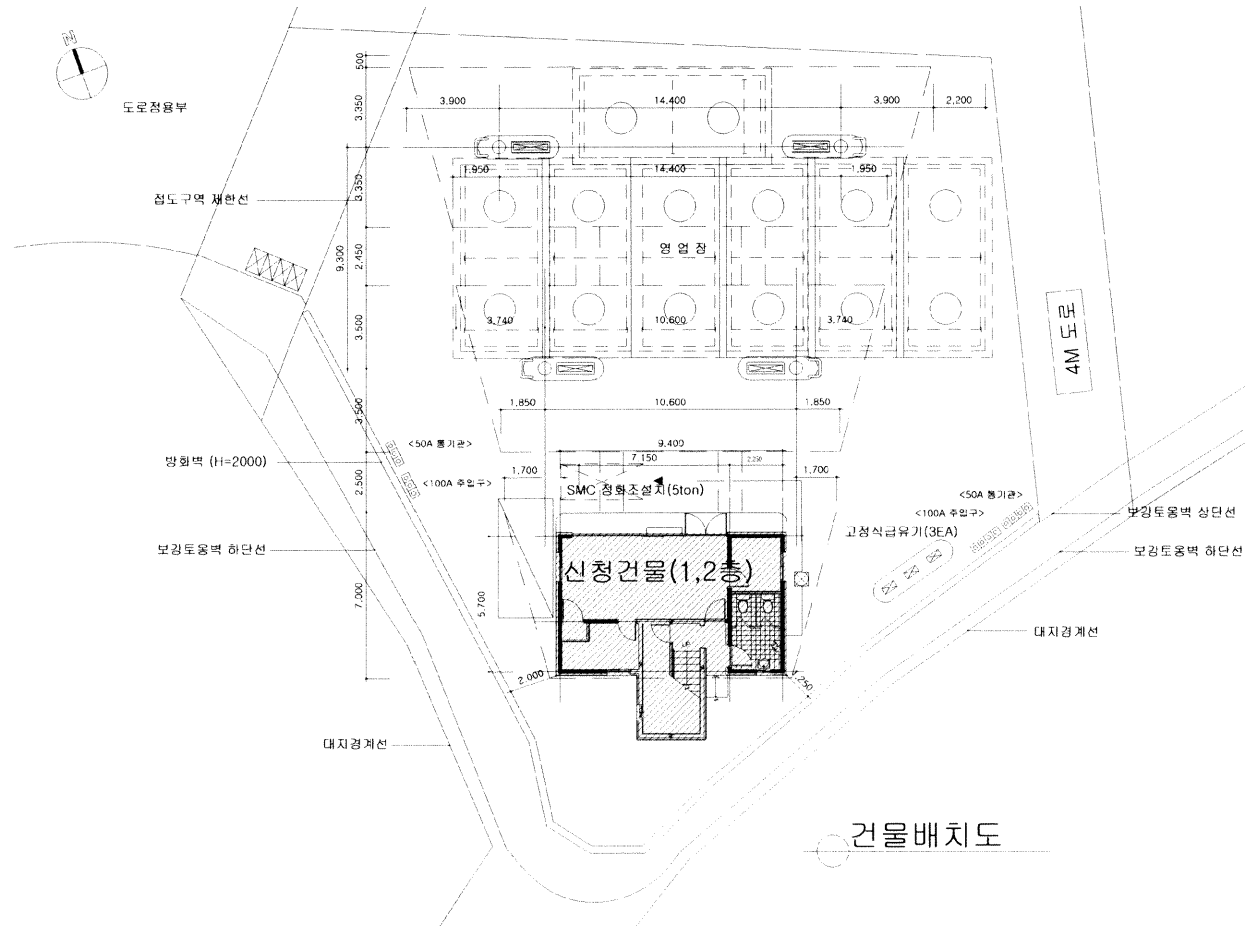 N
도로점용부
500
3,350
3,900
14,400
3,900
2,200
1,950
14,400
1,950
접도구역 제한선
3,350
9,300
2,450
영업장
3,500
3,740
10,600
3,740
4M 도로
3,500
1,850
10,600
1,850
9,400
7,150
2,250
<50A 통기관>
방화벽 (H=2000)
2,500
<100A 주입구>
1,700
1,700
SMC 정화조설치(5ton)
<50A 통기관>
<100A 주입구>
보강토옹벽 상단선
고정식급유기(3EA)
보강토옹벽 하단선
보강토옹벽 하단선
신청건물(1,2층)
7,000
5,700
대지경계선
2,000
1,250
대지경계선
건물배치도